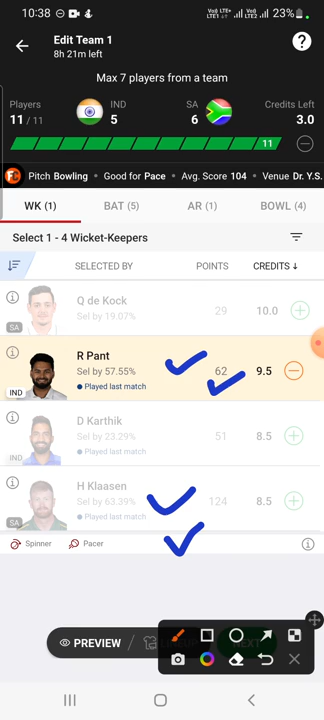 10:38 Vo) LTE1 LTE+ Vo) LTE2 23%
Edit Team 1
8h 21m left
?
Max 7 players from a team
Players IND SA Credits Left
11 / 11 5 6 3.0
11
Pitch Bowling • Good for Pace • Avg. Score 104 • Venue Dr. Y.S.
WK (1) BAT (5) AR (1) BOWL (4)
Select 1 - 4 Wicket-Keepers
SELECTED BY POINTS CREDITS ↓
Q de Kock
Sel by 19.07% 29 10.0
SA
R Pant
Sel by 57.55% 62 9.5
IND • Played last match
D Karthik
Sel by 23.29% 51 8.5
IND • Played last match
H Klaasen
Sel by 63.39% 124 8.5
SA • Played last match
Spinner Pacer
PREVIEW /